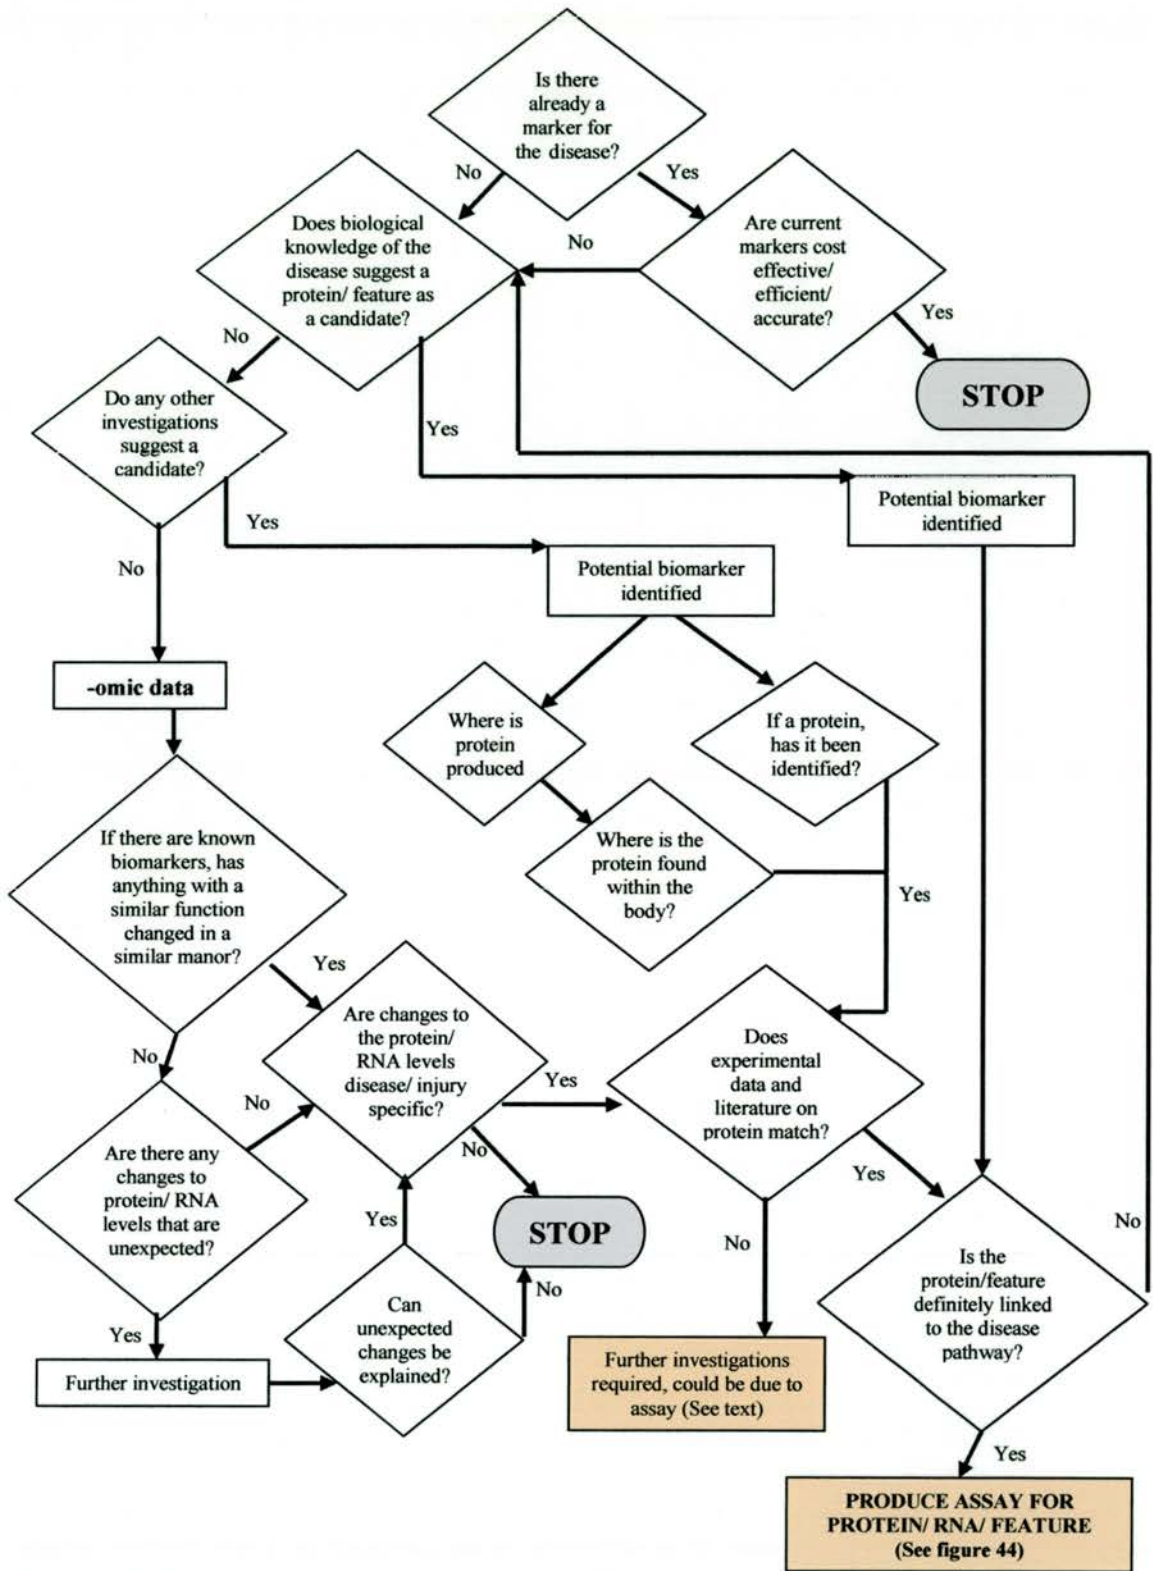 Is there
already a
marker for
the disease?
No
Yes
Does biological
knowledge of the
disease suggest a
protein/ feature as
a candidate?
No
Are current
markers cost
effective/
efficient/
accurate?
Yes
STOP
No
Do any other
investigations
suggest a
candidate?
Yes
Potential biomarker
identified
Yes
No
Potential biomarker
identified
-omic data
Where is
protein
produced
If a protein,
has it been
identified?
If there are known
biomarkers, has
anything with a
similar function
changed in a
similar manor?
Where is the
protein found
within the
body?
Yes
Yes
Are changes to
the protein/
RNA levels
disease/ injury
specific?
Does
experimental
data and
literature on
protein match?
No
No
Yes
No
Are there any
changes to
protein/ RNA
levels that are
unexpected?
Yes
Yes
STOP
No
No
Is the
protein/feature
definitely linked
to the disease
pathway?
No
Can
unexpected
changes be
explained?
Yes
Further investigation
Further investigations
required, could be due to
assay (See text)
Yes
PRODUCE ASSAY FOR
PROTEIN/ RNA/ FEATURE
(See figure 44)